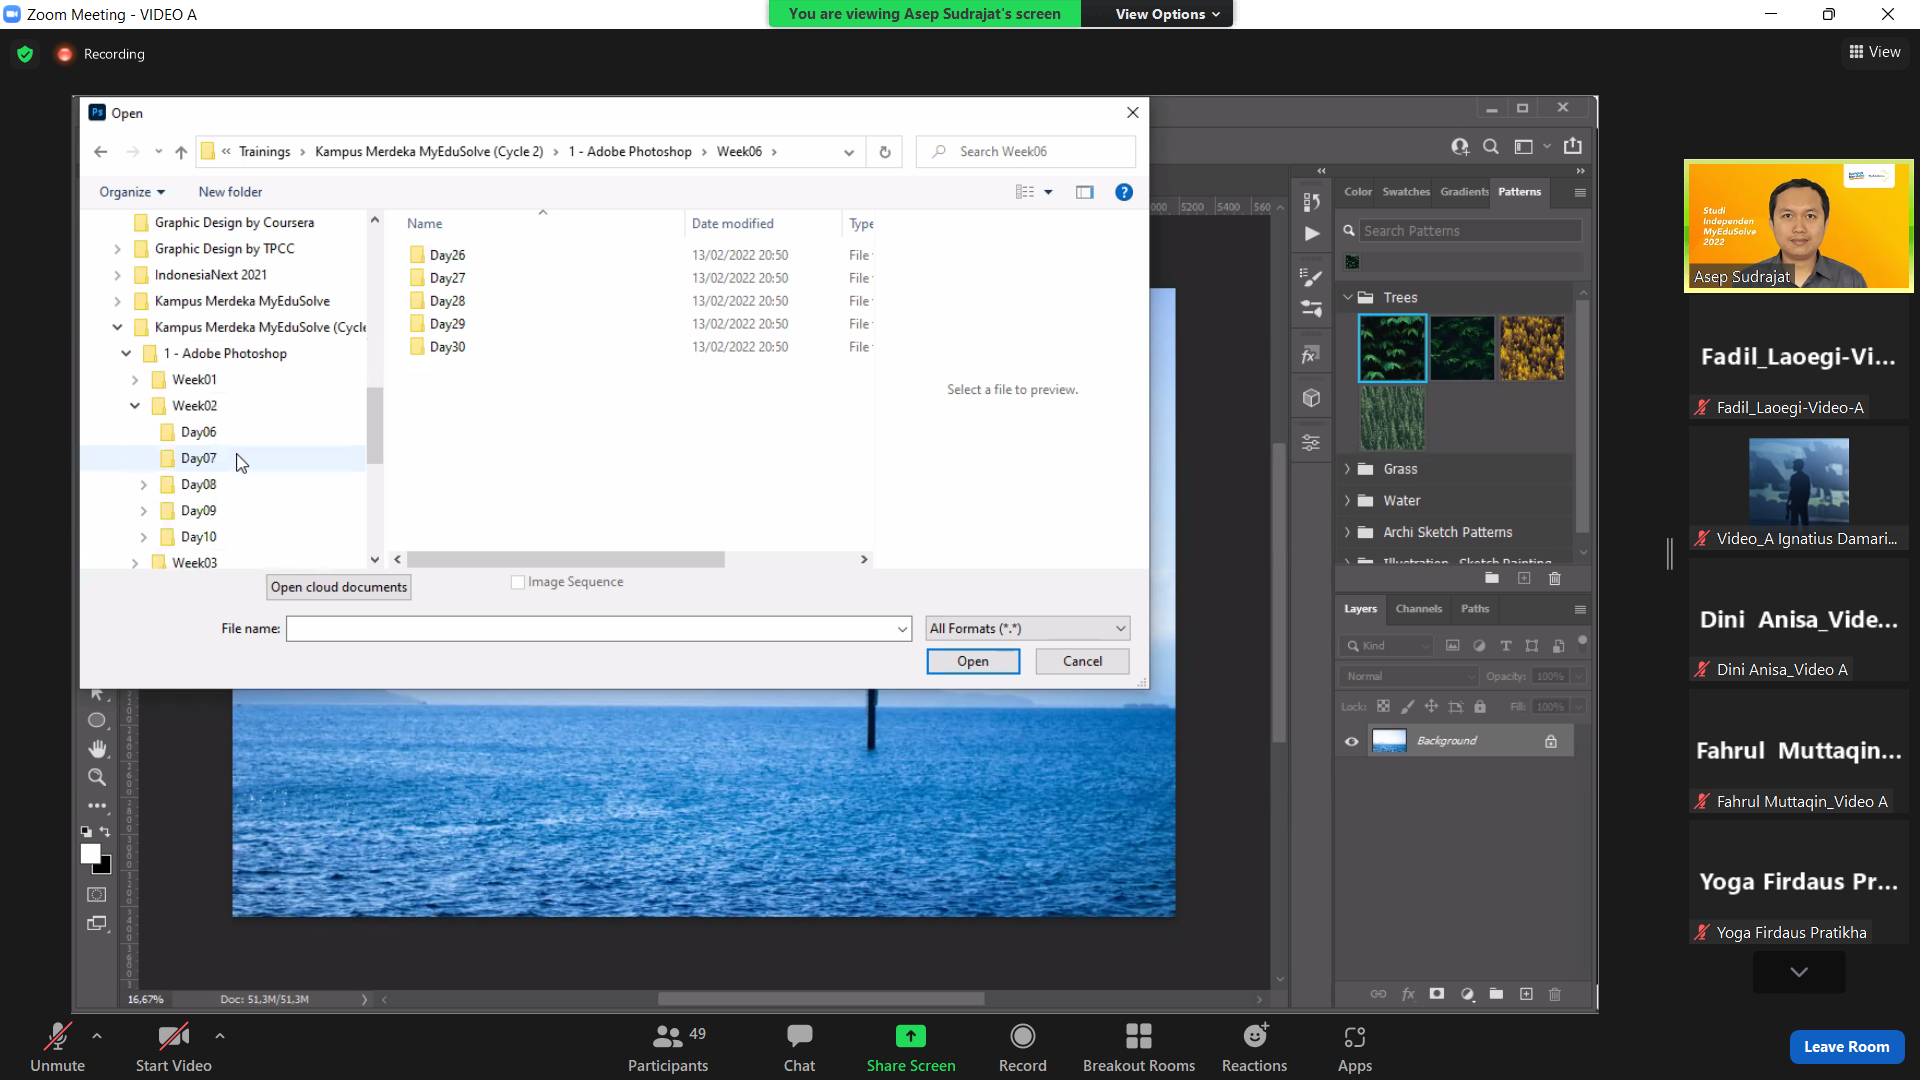 Zoom Meeting - VIDEO A
You are viewing Asep Sudrajat's screen
View Options
Recording
View
Ps Open
« Trainings > Kampus Merdeka MyEduSolve (Cycle 2) > 1 - Adobe Photoshop > Week06 >
Search Week06
Organize
New folder
Graphic Design by Coursera
Graphic Design by TPCC
IndonesiaNext 2021
Kampus Merdeka MyEduSolve
Kampus Merdeka MyEduSolve (Cycle
1 - Adobe Photoshop
Week01
Week02
Day06
Day07
Day08
Day09
Day10
Week03
Name Date modified Type
Day26 13/02/2022 20:50 File
Day27 13/02/2022 20:50 File
Day28 13/02/2022 20:50 File
Day29 13/02/2022 20:50 File
Day30 13/02/2022 20:50 File
Select a file to preview.
Open cloud documents
Image Sequence
File name:
All Formats (*.*)
Open
Cancel
5200 5400 560
Color Swatches Gradients Patterns
Search Patterns
Trees
Grass
Water
Archi Sketch Patterns
Layers Channels Paths
Kind
Normal Opacity: 100%
Lock: Fill: 100%
Background
16,67% Doc: 51,3M/51,3M
Studi
Independen
MyEduSolve
2022
Asep Sudrajat
Fadil_Laoegi-Vi...
Fadil_Laoegi-Video-A
Video_A Ignatius Damari...
Dini Anisa_Vide...
Dini Anisa_Video A
Fahrul Muttaqin...
Fahrul Muttaqin_Video A
Yoga Firdaus Pr...
Yoga Firdaus Pratikha
Unmute
Start Video
49
Participants
Chat
Share Screen
Record
Breakout Rooms
Reactions
Apps
Leave Room